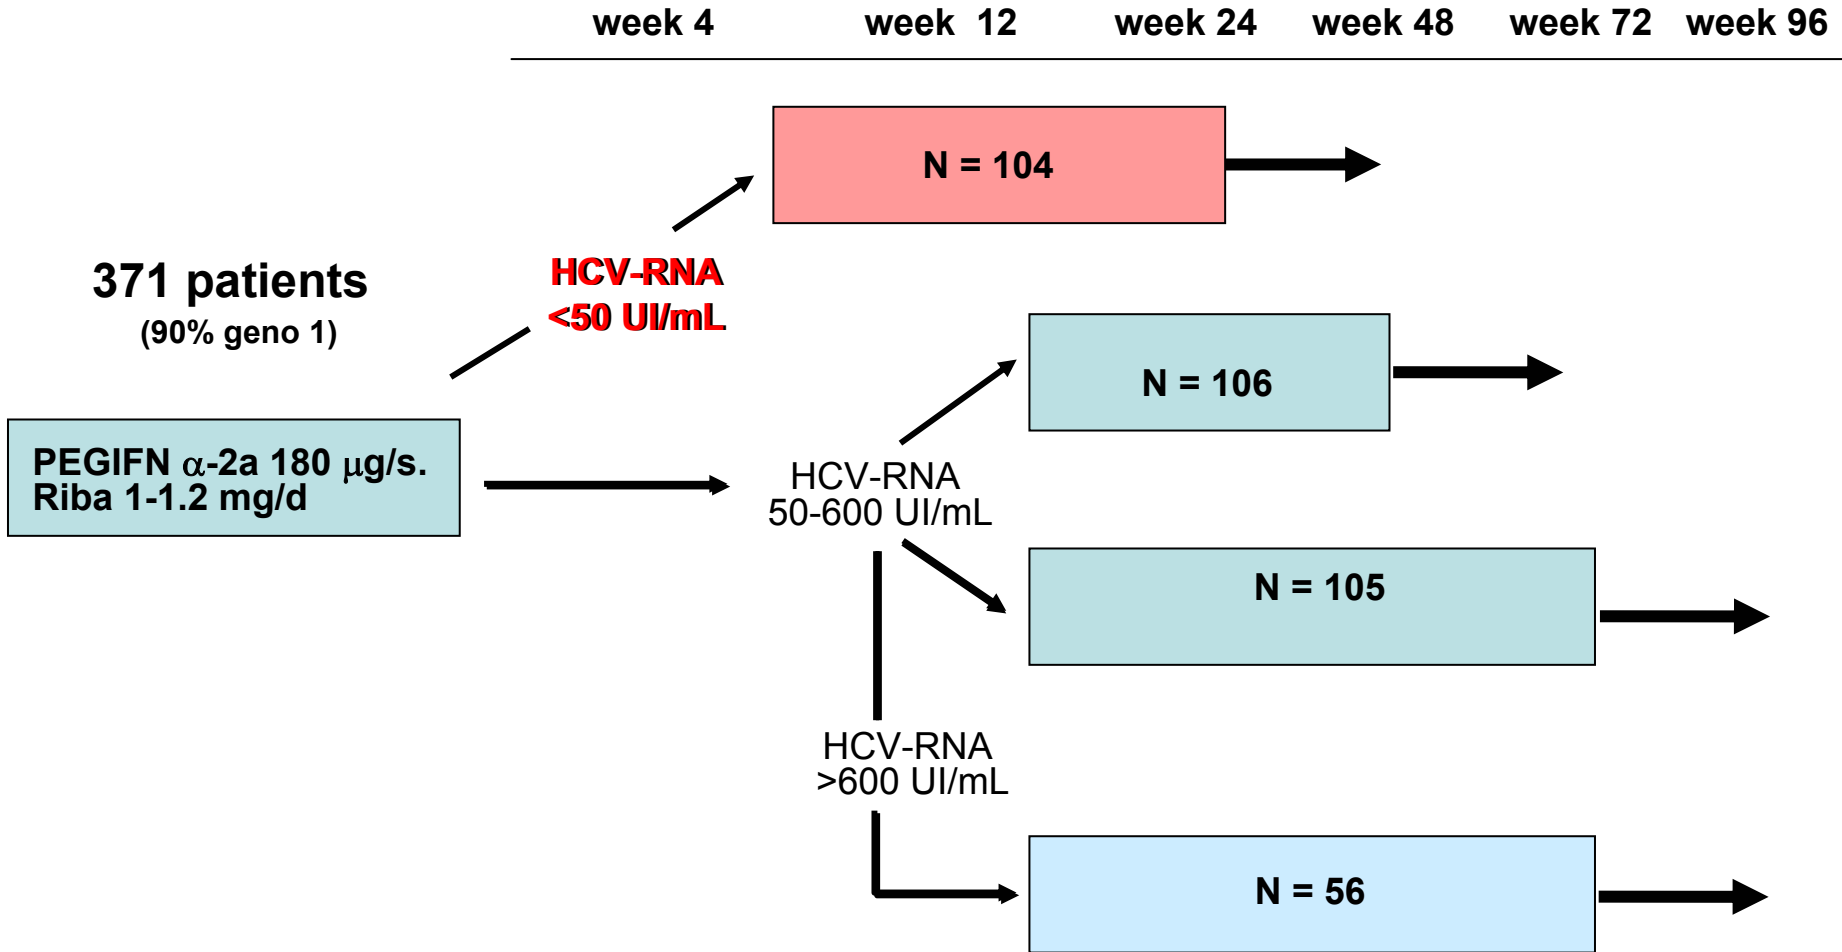 week 4 week 12 week 24 week 48 week 72 week 96
N = 104
371 patients
(90% geno 1)
HCV-RNA
<50 UI/mL
N = 106
PEGIFN α-2a 180 μg/s.
Riba 1-1.2 mg/d
HCV-RNA
50-600 UI/mL
N = 105
HCV-RNA
>600 UI/mL
N = 56